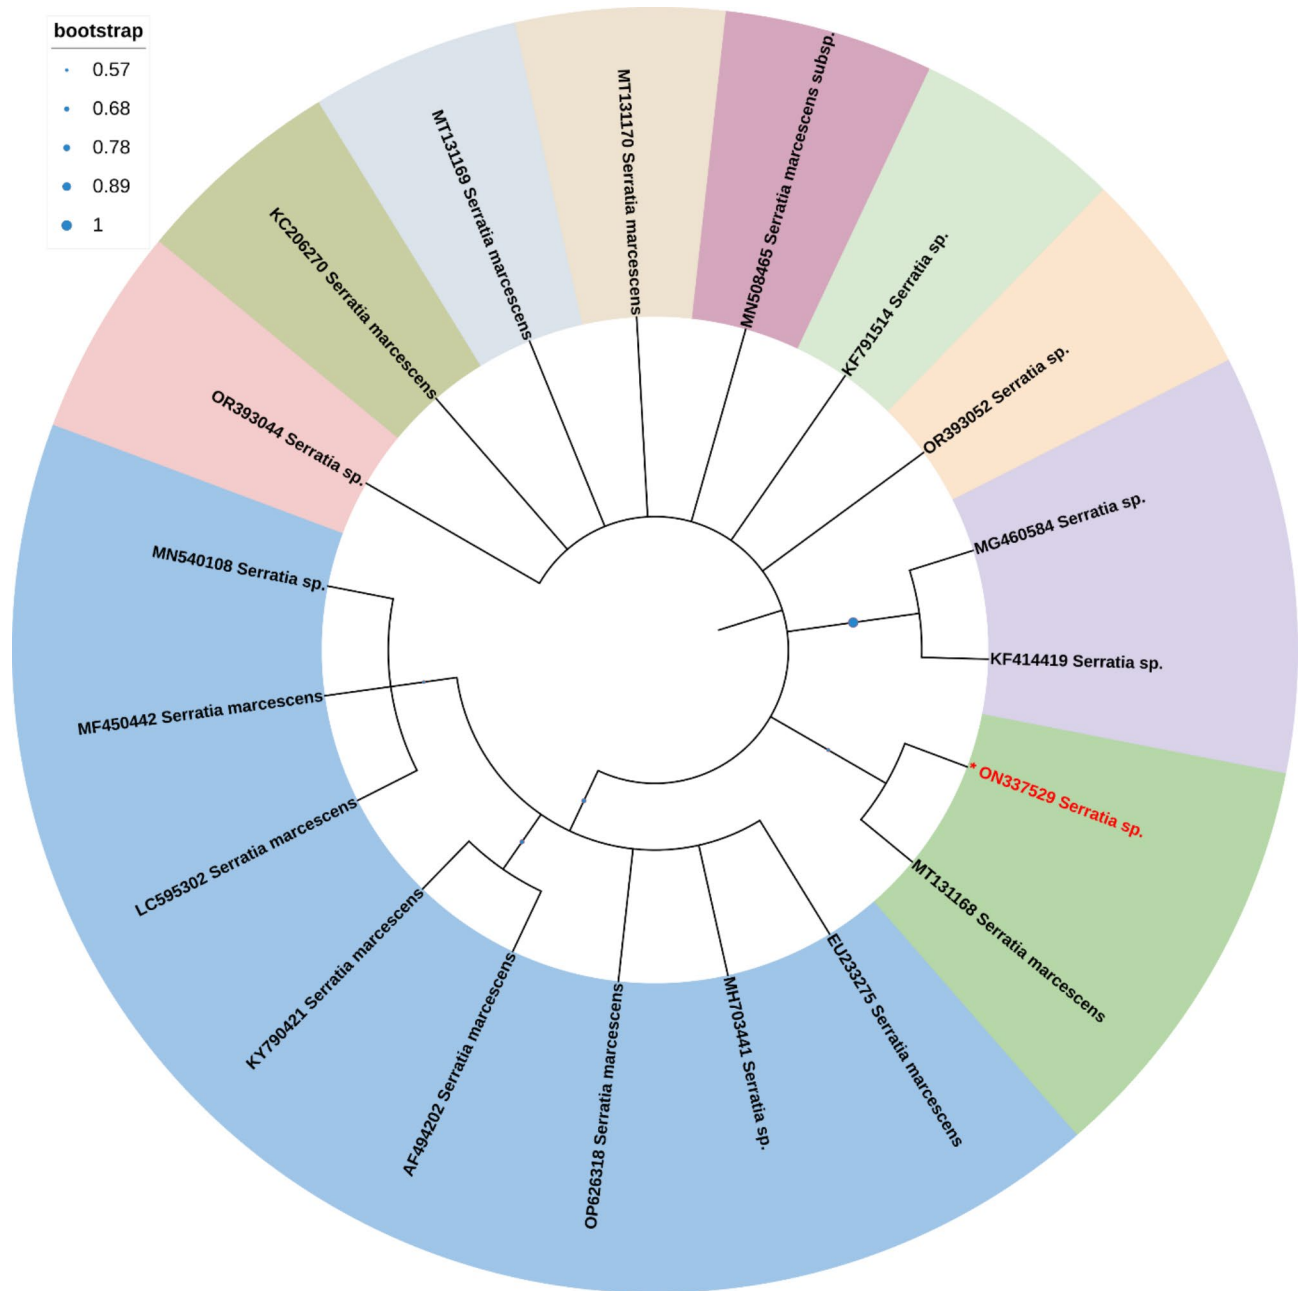 bootstrap
0.57
0.68
0.78
0.89
1
MT131170 Serratia marcescens
MN508465 Serratia marcescens subsp.
KF791514 Serratia sp.
OR393052 Serratia sp.
MG460584 Serratia sp.
KF414419 Serratia sp.
* ON337529 Serratia sp.
MT131168 Serratia marcescens
EU233275 Serratia marcescens
MH703441 Serratia sp.
OP626318 Serratia marcescens
AF494202 Serratia marcescens
KY790421 Serratia marcescens
LC595302 Serratia marcescens
MF450442 Serratia marcescens
MN540108 Serratia sp.
OR393044 Serratia sp.
KC206270 Serratia marcescens
MT131169 Serratia marcescens